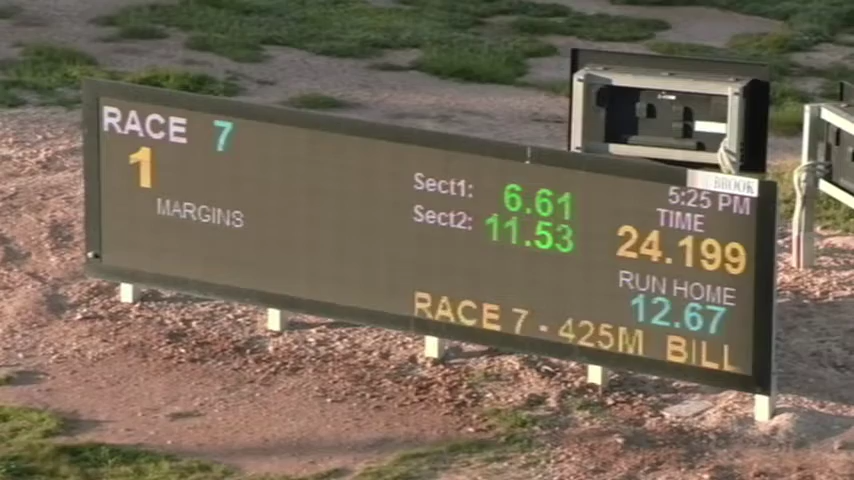 RACE 7
1
MARGINS
Sect1: 6.61
Sect2: 11.53
5:25 PM
TIME
24.199
RUN HOME
12.67
RACE 7 - 425M BILL